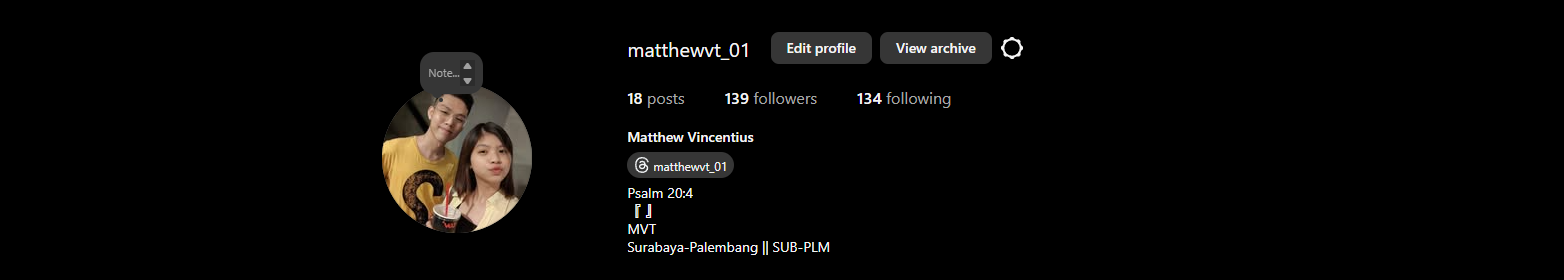 matthewvt_01 Edit profile View archive
Note...
18 posts 139 followers 134 following
Matthew Vincentius
matthewvt_01
Psalm 20:4
『 』
MVT
Surabaya-Palembang || SUB-PLM